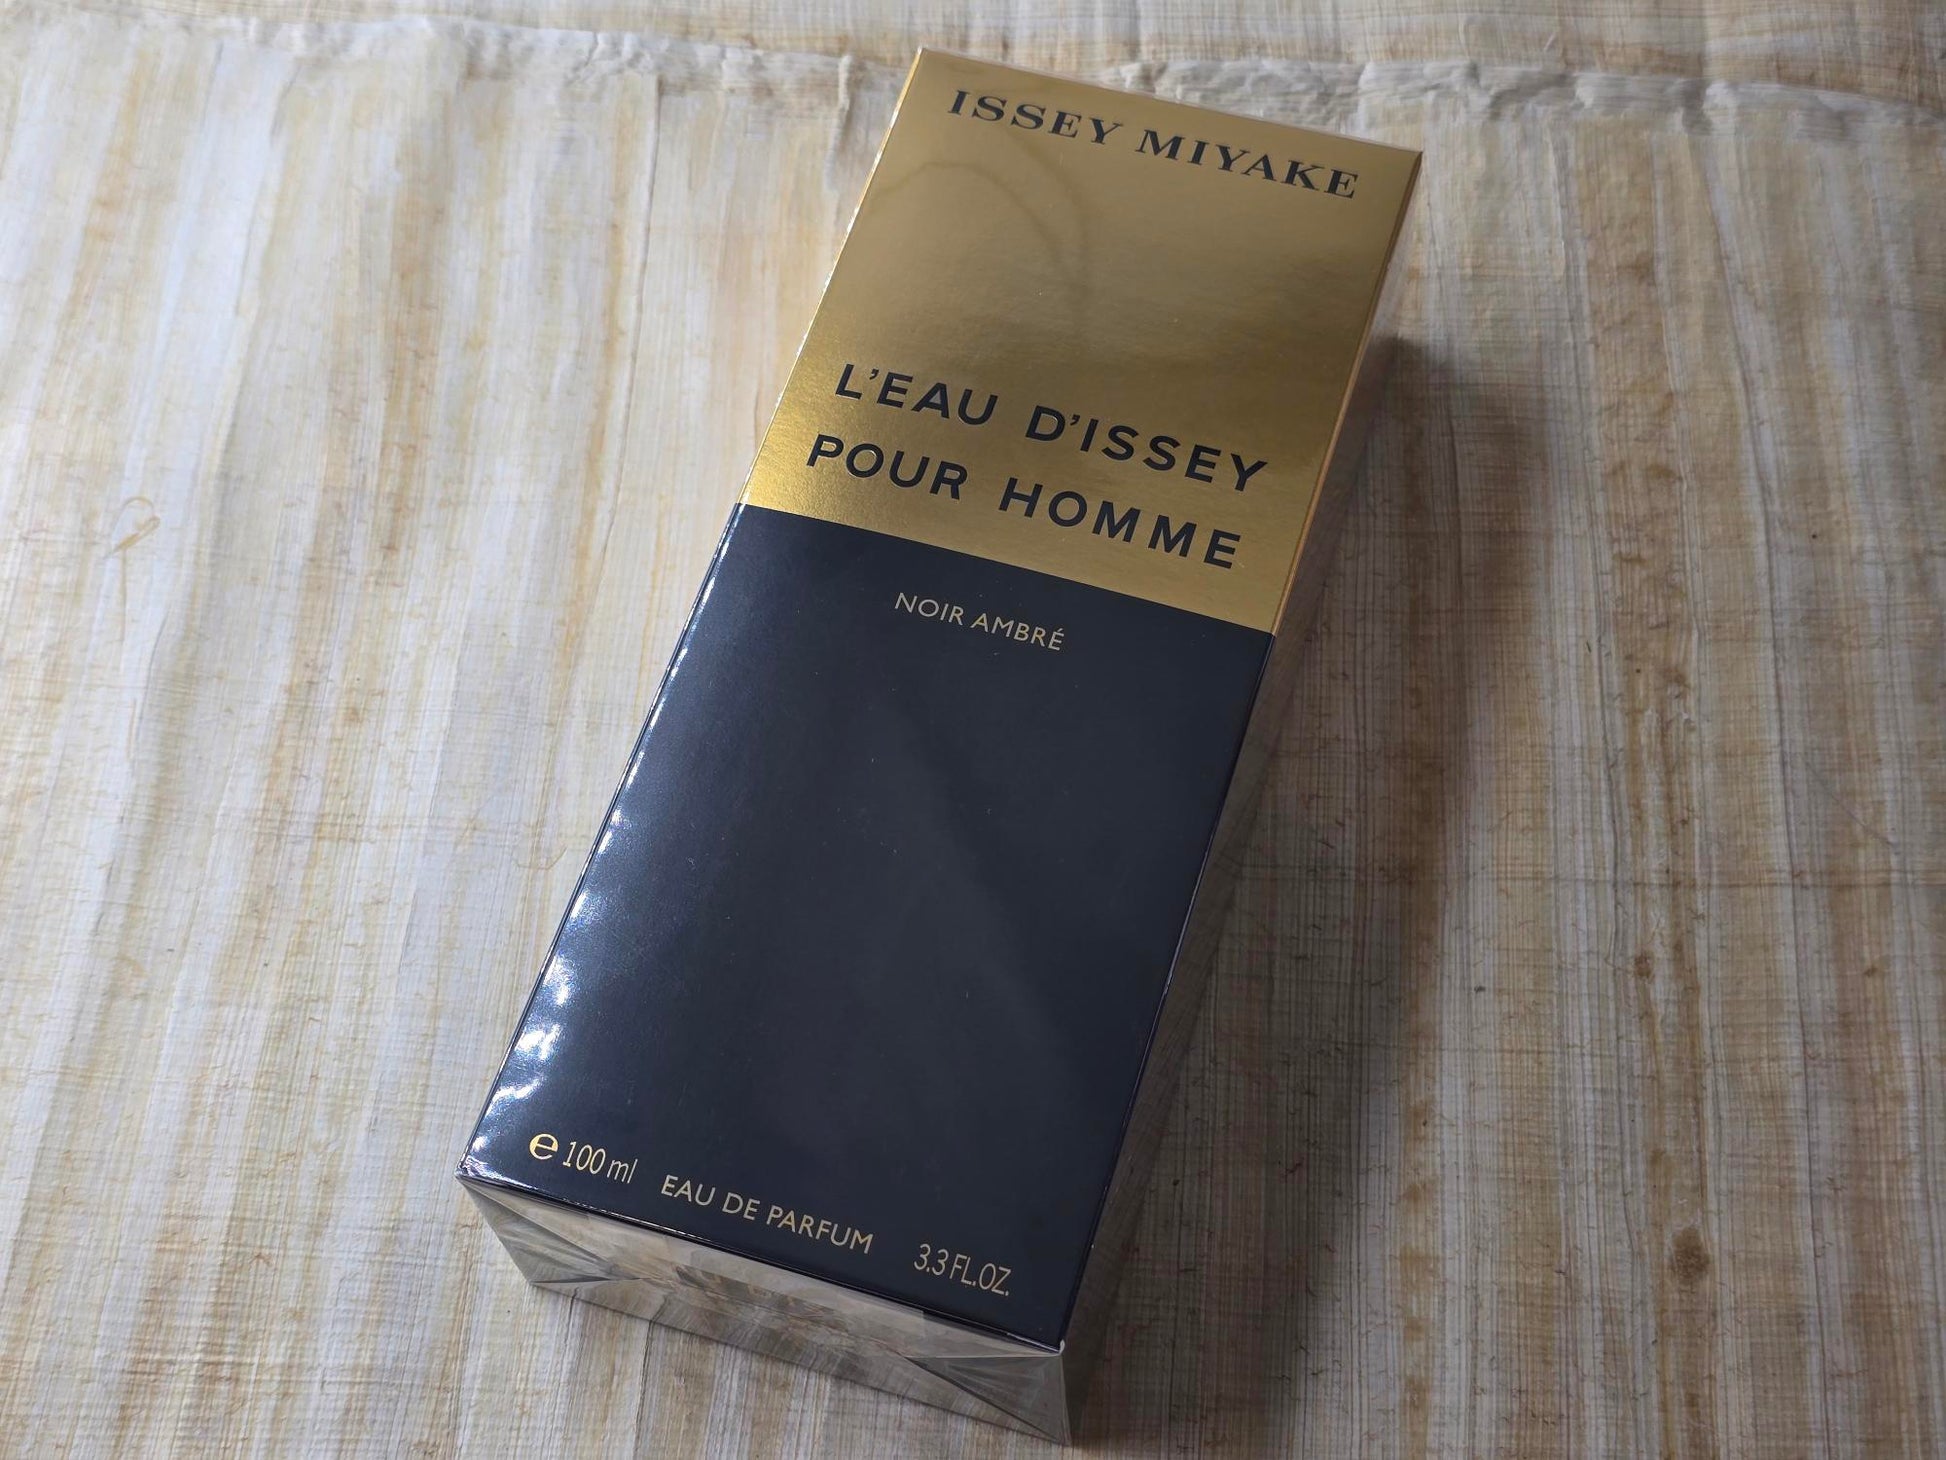 ISSEY MIYAKE
L'EAU D'ISSEY
POUR HOMME
NOIR AMBRÉ
℮ 100 ml EAU DE PARFUM 3.3 FL.OZ.